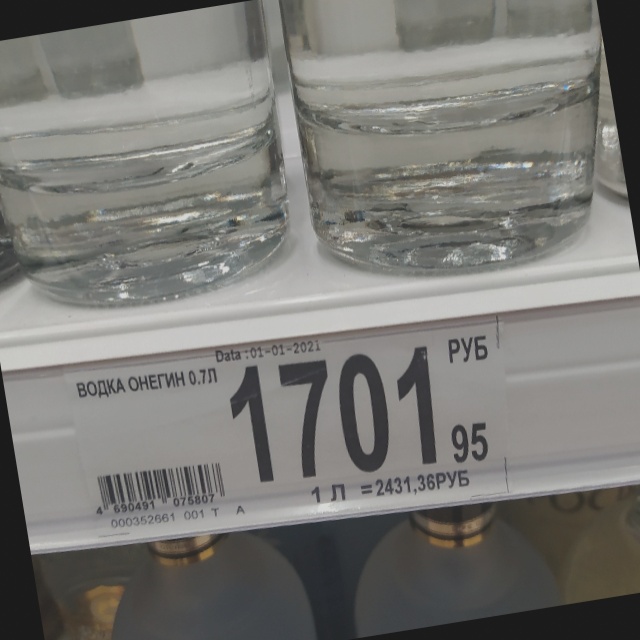 Data :01-01-2021
ВОДКА ОНЕГИН 0.7Л
1701 95 РУБ
1 Л =2431,36РУБ
4 690491 075807
000352661 001 Т А